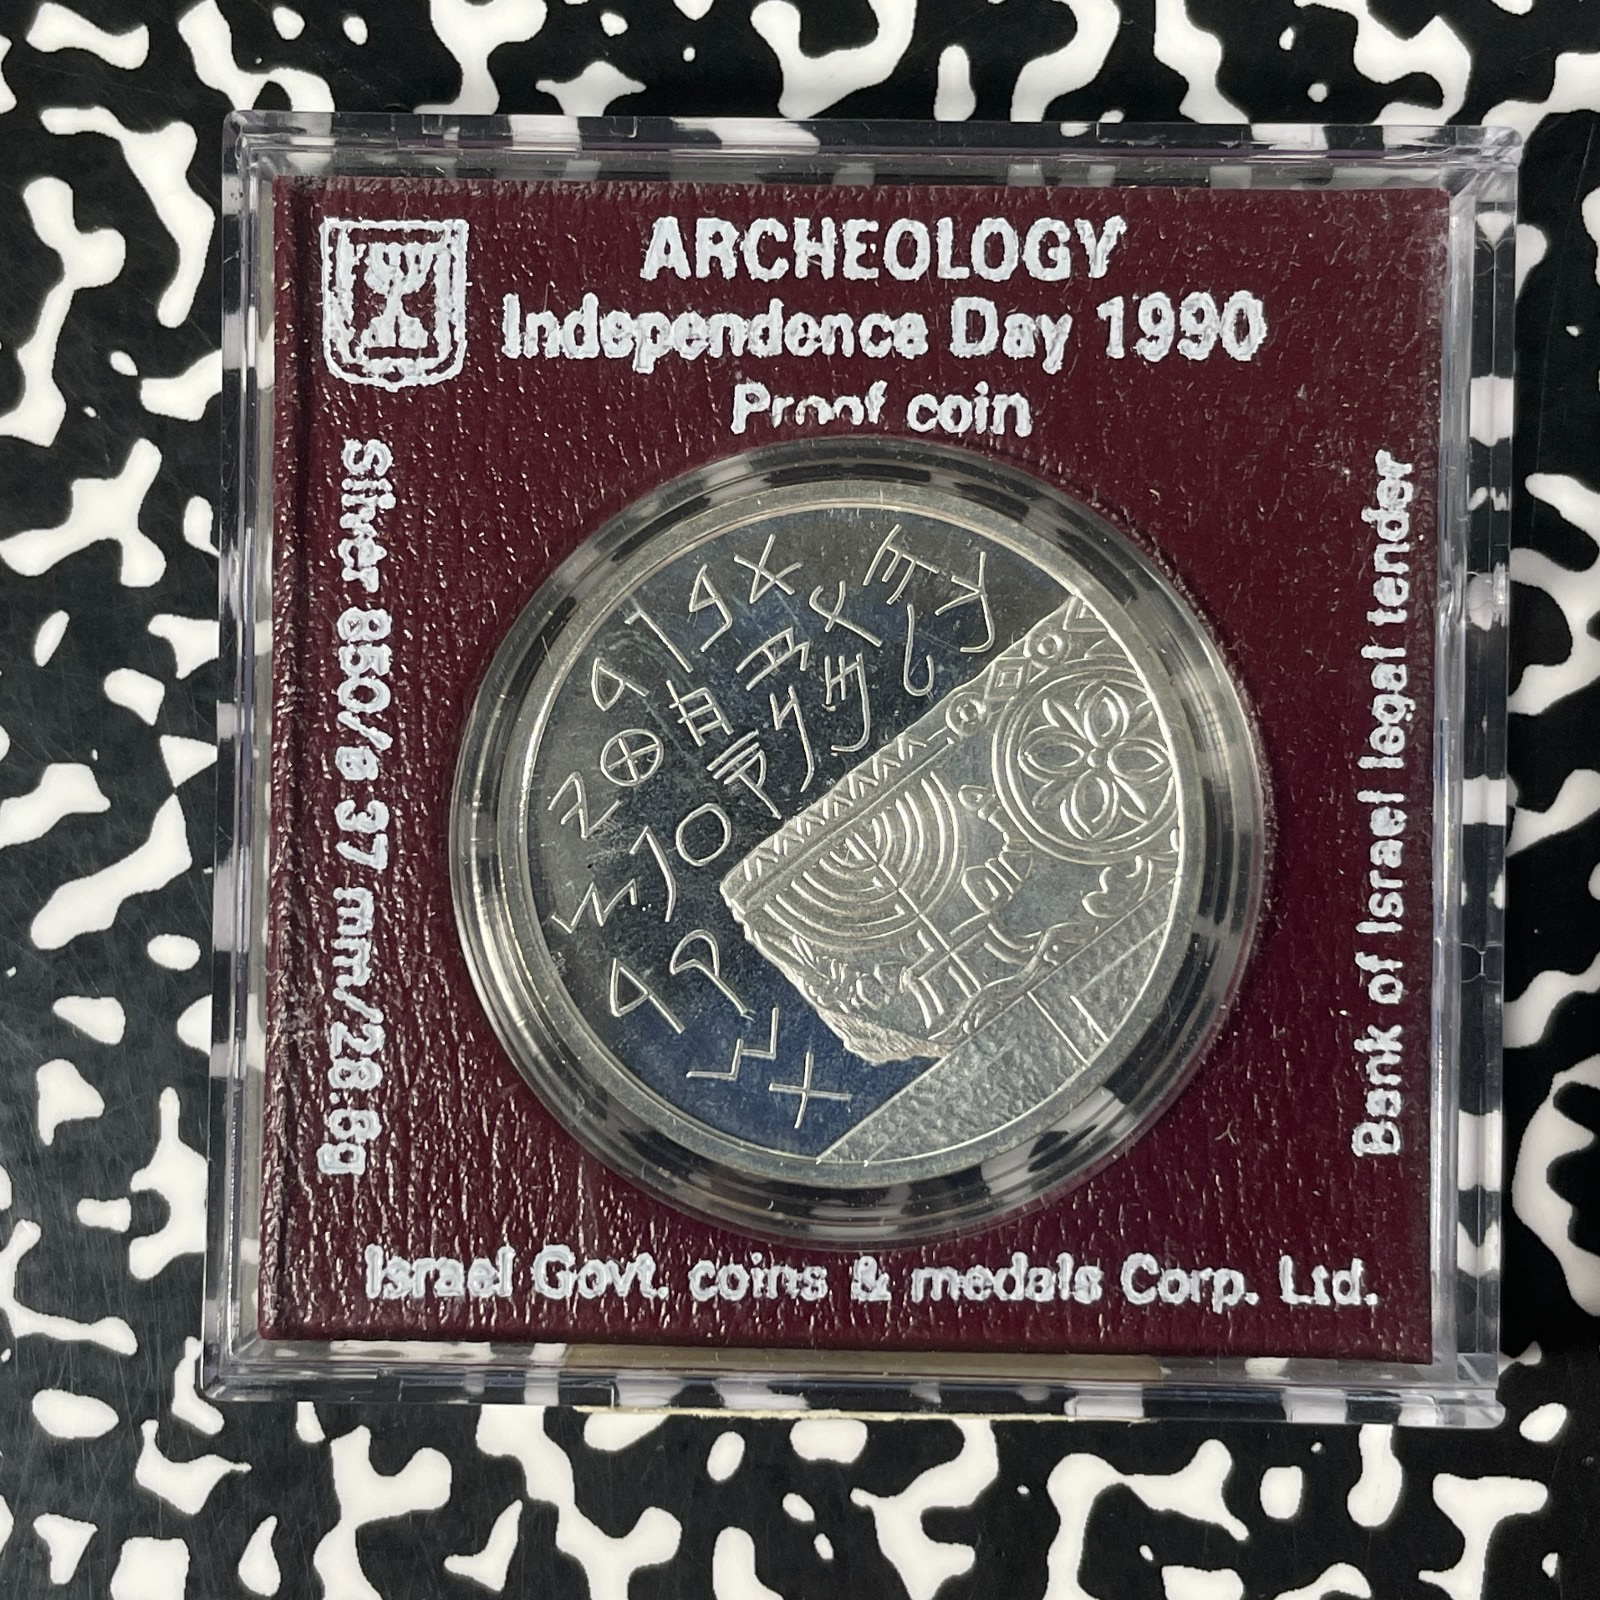 ARCHEOLOGY
Independence Day 1990
Proof coin
Silver 850/s 37 mm/28.8g
Bank of Israel legal tender
Israel Govt. coins & medals Corp. Ltd.